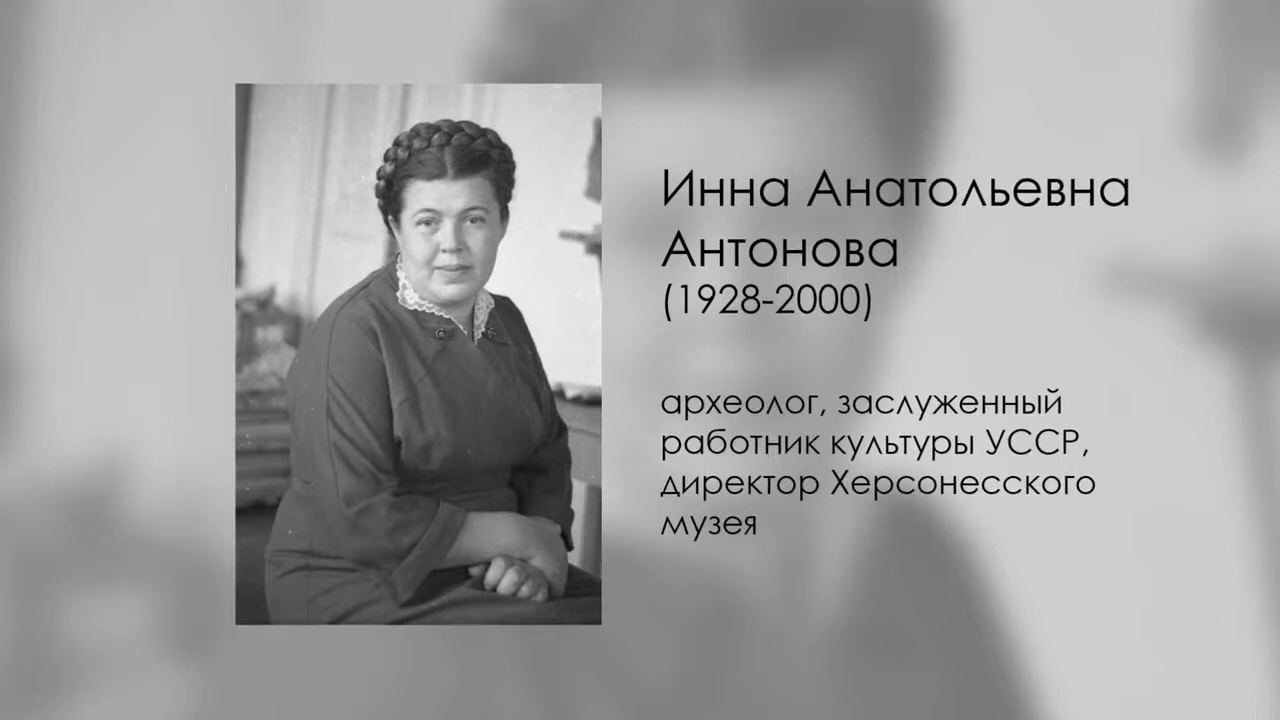 Инна Анатольевна
Антонова
(1928-2000)
археолог, заслуженный
работник культуры УССР,
директор Херсонесского
музея